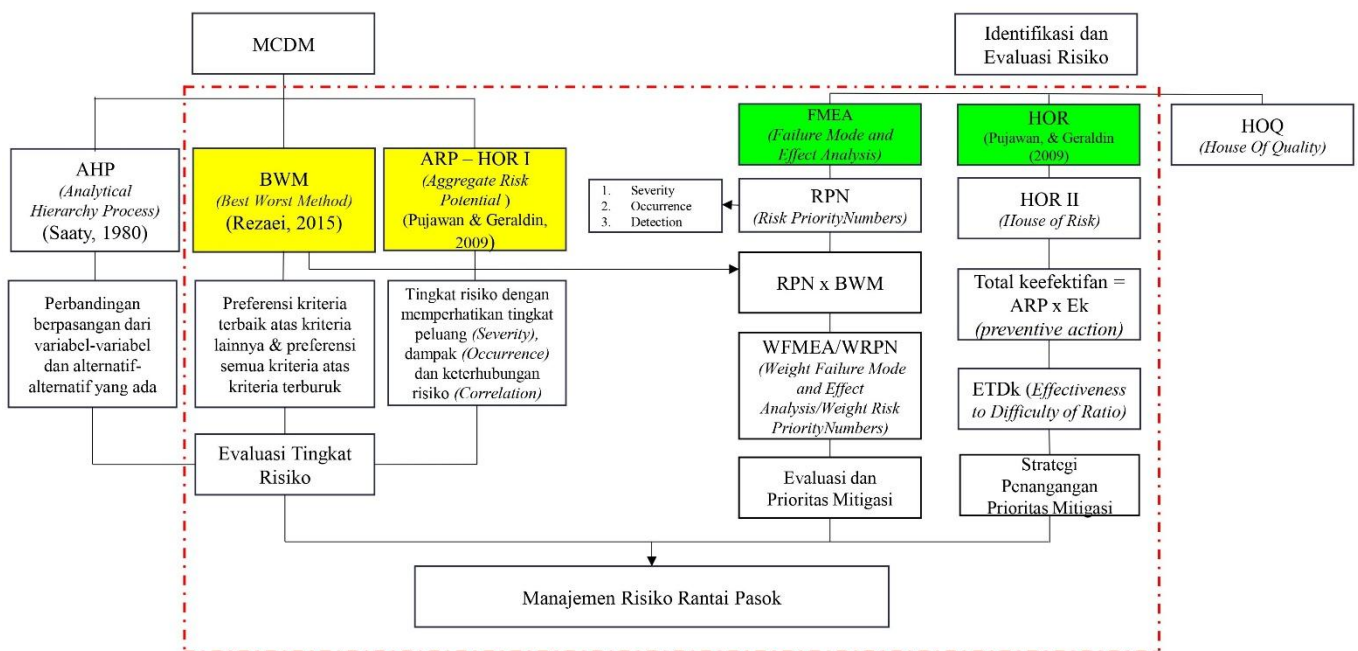 MCDM
Identifikasi dan
Evaluasi Risiko
AHP
(Analytical
Hierarchy Process)
(Saaty, 1980)
BWM
(Best Worst Method)
(Rezaei, 2015)
ARP – HOR I
(Aggregate Risk
Potential )
(Pujawan & Geraldin,
2009)
FMEA
(Failure Mode and
Effect Analysis)
HOR
(Pujawan, & Geraldin
(2009)
HOQ
(House Of Quality)
1. Severity
2. Occurrence
3. Detection
RPN
(Risk PriorityNumbers)
HOR II
(House of Risk)
Perbandingan
berpasangan dari
variabel-variabel
dan alternatif-
alternatif yang ada
Preferensi kriteria
terbaik atas kriteria
lainnya & preferensi
semua kriteria atas
kriteria terburuk
Tingkat risiko dengan
memperhatikan tingkat
peluang (Severity),
dampak (Occurrence)
dan keterhubungan
risiko (Correlation)
RPN x BWM
Total keefektifan =
ARP x Ek
(preventive action)
WFMEA/WRPN
(Weight Failure Mode
and Effect
Analysis/Weight Risk
PriorityNumbers)
ETDk (Effectiveness
to Difficulty of Ratio)
Evaluasi Tingkat
Risiko
Evaluasi dan
Prioritas Mitigasi
Strategi
Penanganan
Prioritas Mitigasi
Manajemen Risiko Rantai Pasok